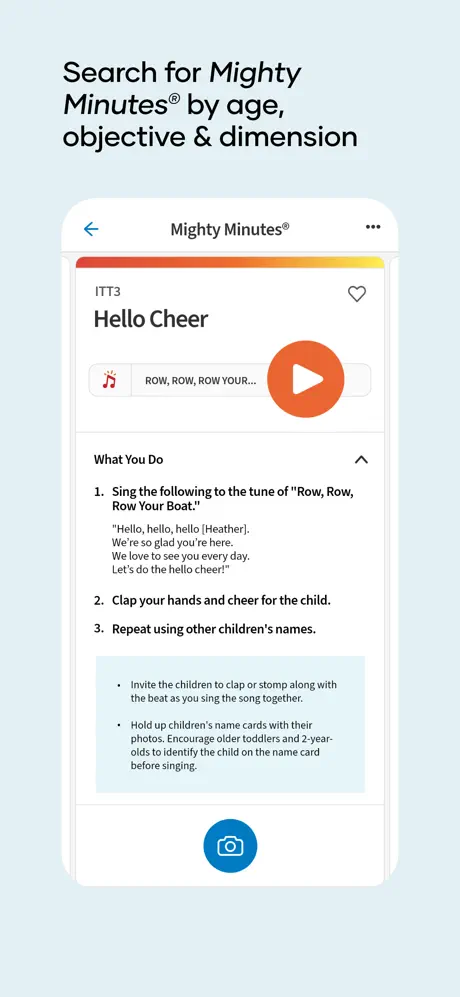 Search for Mighty
Minutes® by age,
objective & dimension
Mighty Minutes®
ITT3
Hello Cheer
ROW, ROW, ROW YOUR...
What You Do
1. Sing the following to the tune of "Row, Row,
Row Your Boat."
"Hello, hello, hello [Heather].
We're so glad you're here.
We love to see you every day.
Let's do the hello cheer!"
2. Clap your hands and cheer for the child.
3. Repeat using other children's names.
• Invite the children to clap or stomp along with
the beat as you sing the song together.
• Hold up children's name cards with their
photos. Encourage older toddlers and 2-year-
olds to identify the child on the name card
before singing.